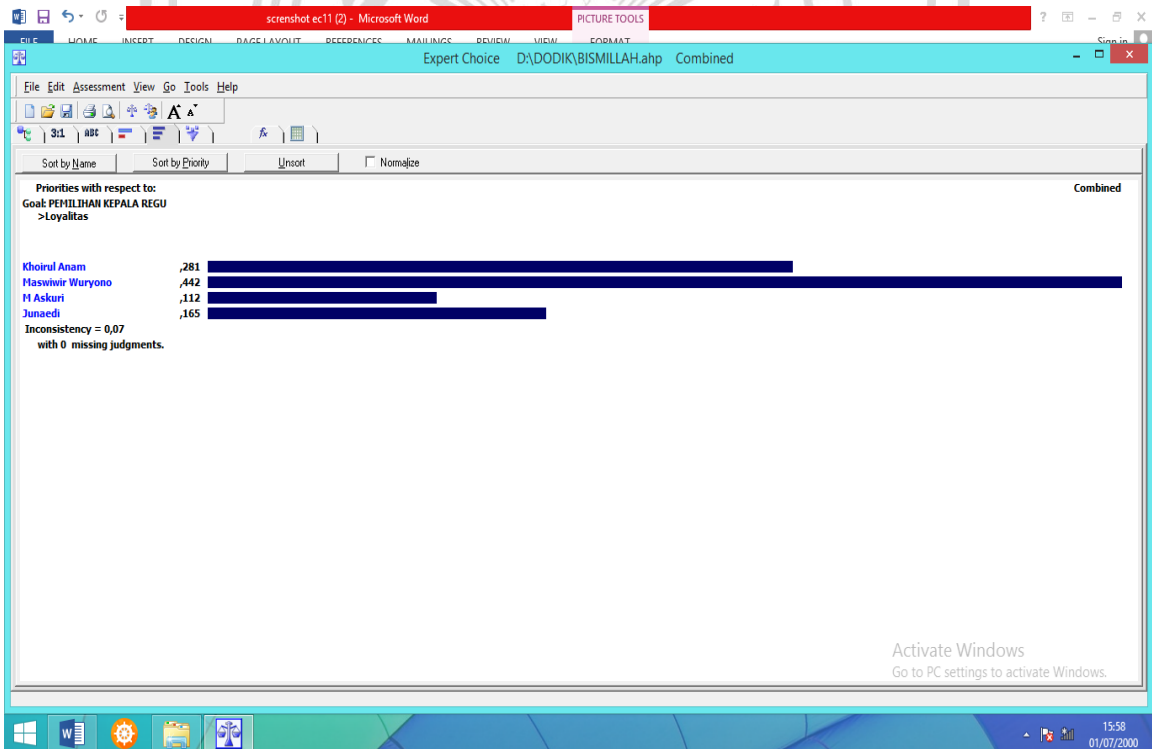 screnshot ec11 (2) - Microsoft Word
PICTURE TOOLS
FILE HOME INSERT DESIGN PAGE LAYOUT REFERENCES MAILINGS REVIEW VIEW FORMAT Sign in
Expert Choice D:\DODIK\BISMILLAH.ahp Combined
File Edit Assessment View Go Tools Help
3:1 ABC
Sort by Name Sort by Priority Unsort Normalize
Priorities with respect to: Combined
Goal: PEMILIHAN KEPALA REGU
>Loyalitas
Khoirul Anam ,281
Maswiwir Wuryono ,442
M Askuri ,112
Junaedi ,165
Inconsistency = 0,07
with 0 missing judgments.
Activate Windows
Go to PC settings to activate Windows.
15:58
01/07/2000